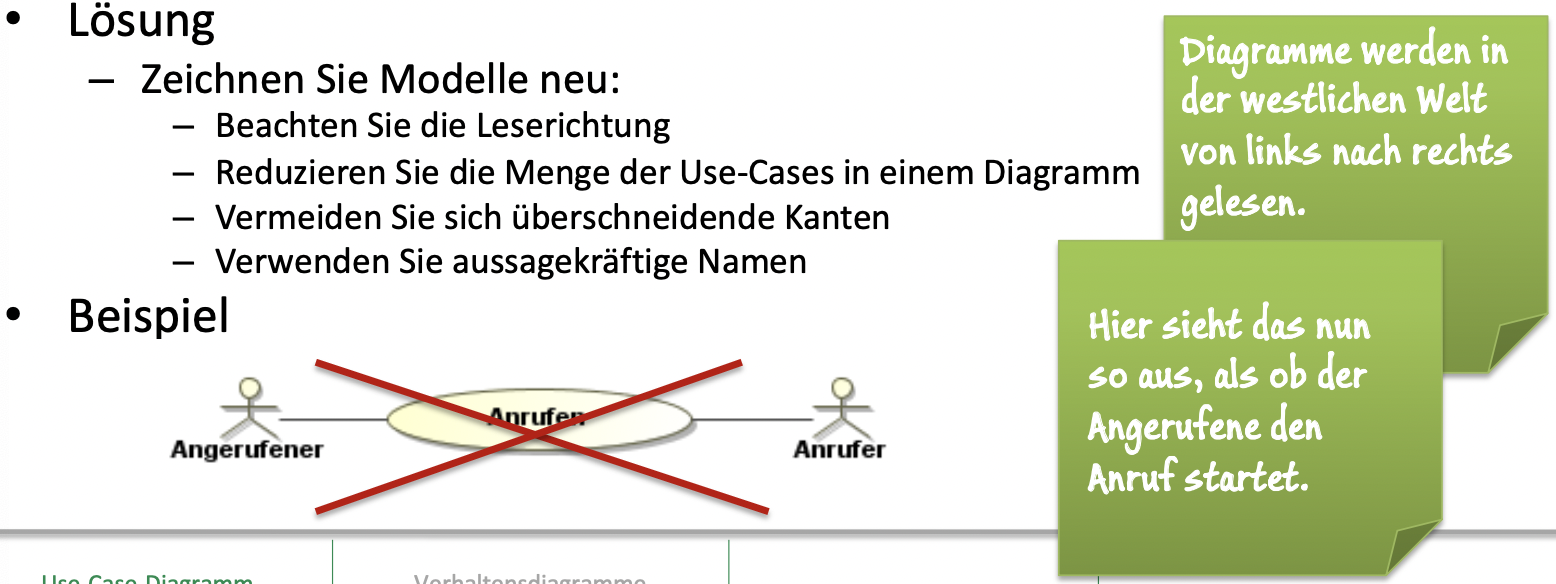 • Lösung
– Zeichnen Sie Modelle neu:
– Beachten Sie die Leserichtung
– Reduzieren Sie die Menge der Use-Cases in einem Diagramm
– Vermeiden Sie sich überschneidende Kanten
– Verwenden Sie aussagekräftige Namen
• Beispiel
Diagramme werden in
der westlichen Welt
von links nach rechts
gelesen.
Hier sieht das nun
so aus, als ob der
Angerufene den
Anruf startet.
Anrufen
Angerufener
Anrufer
Use-Case-Diagramm
Verhaltensdiagramme